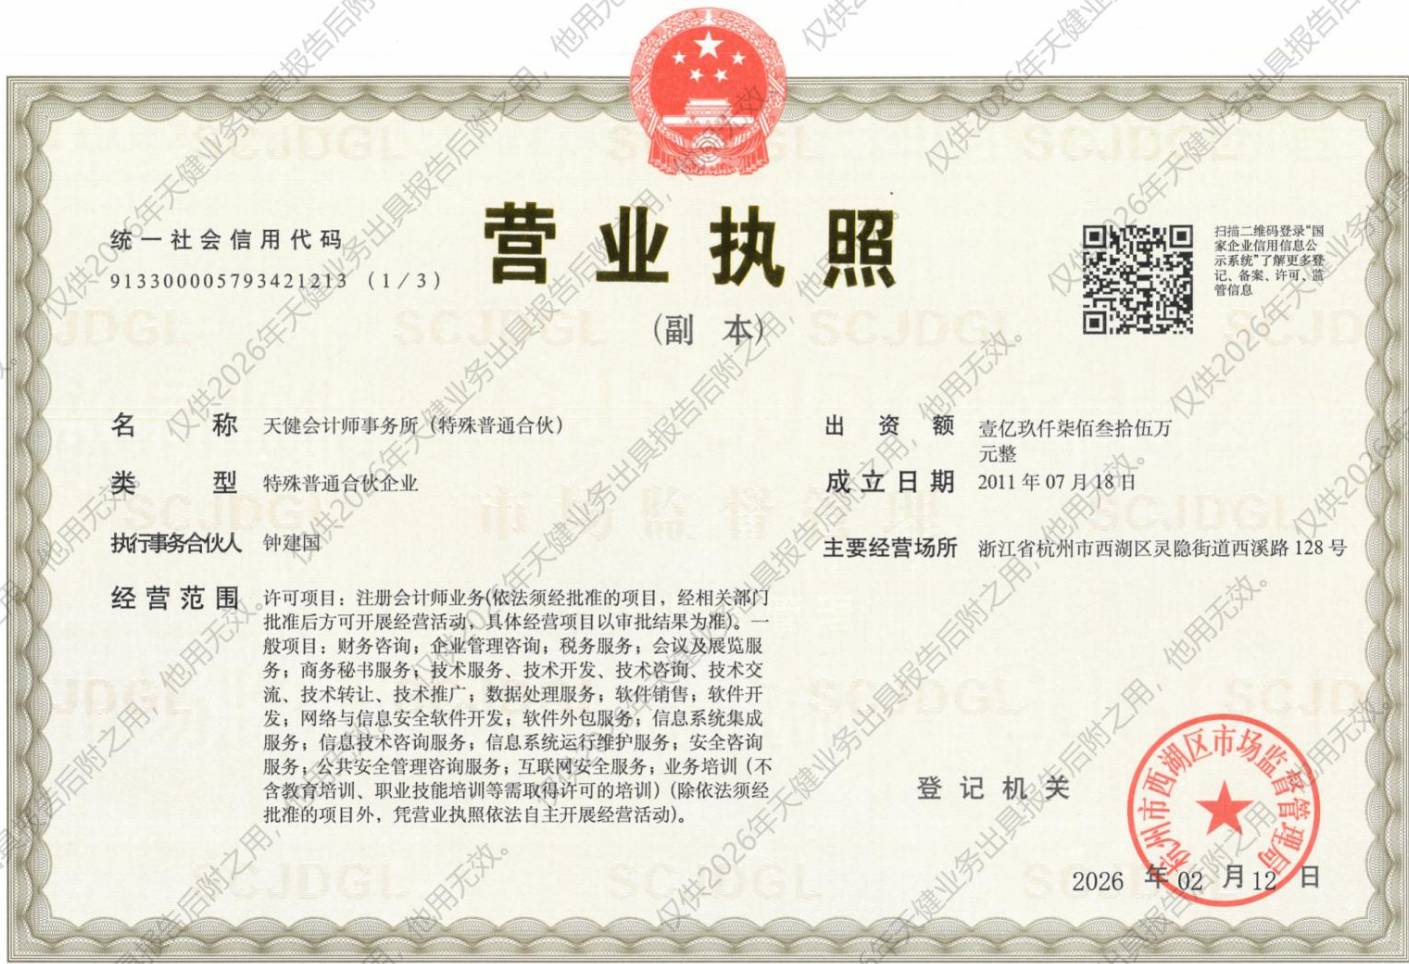 营业执照
(副 本)
统一社会信用代码
913300005793421213 (1/3)
扫描二维码登录“国
家企业信用信息公
示系统”了解更多登
记、备案、许可、监
管信息
名 称 天健会计师事务所（特殊普通合伙）
类 型 特殊普通合伙企业
执行事务合伙人 钟建国
经营范围 许可项目：注册会计师业务(依法须经批准的项目，经相关部门
批准后方可开展经营活动，具体经营项目以审批结果为准)。一
般项目：财务咨询；企业管理咨询；税务服务；会议及展览服
务；商务秘书服务；技术服务、技术开发、技术咨询、技术交
流、技术转让、技术推广；数据处理服务；软件销售；软件开
发；网络与信息安全软件开发；软件外包服务；信息系统集成
服务；信息技术咨询服务；信息系统运行维护服务；安全咨询
服务；公共安全管理咨询服务；互联网安全服务；业务培训（不
含教育培训、职业技能培训等需取得许可的培训）(除依法须经
批准的项目外，凭营业执照依法自主开展经营活动)。
出 资 额 壹亿玖仟柒佰叁拾伍万
元整
成立日期 2011 年 07 月 18 日
主要经营场所 浙江省杭州市西湖区灵隐街道西溪路 128 号
登 记 机 关
杭州市西湖区市场监督管理局
2026 年 02 月 12 日
市场监督管理
SCJDGL
仅供2026年天健业务出具报告后附之用，他用无效。